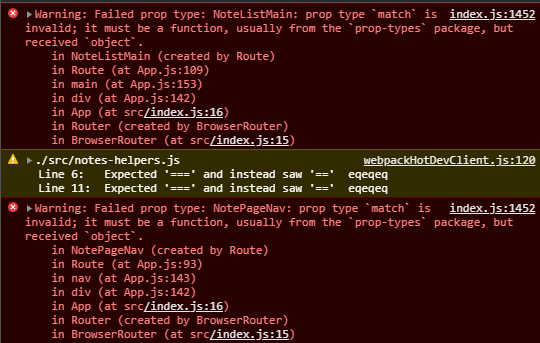 Warning: Failed prop type: NoteListMain: prop type `match` is index.js:1452
invalid; it must be a function, usually from the `prop-types` package, but
received `object`.
in NoteListMain (created by Route)
in Route (at App.js:109)
in main (at App.js:153)
in div (at App.js:142)
in App (at src/index.js:16)
in Router (created by BrowserRouter)
in BrowserRouter (at src/index.js:15)
./src/notes-helpers.js webpackHotDevClient.js:120
Line 6: Expected '===' and instead saw '==' eqeqeq
Line 11: Expected '===' and instead saw '==' eqeqeq
Warning: Failed prop type: NotePageNav: prop type `match` is index.js:1452
invalid; it must be a function, usually from the `prop-types` package, but
received `object`.
in NotePageNav (created by Route)
in Route (at App.js:93)
in nav (at App.js:143)
in div (at App.js:142)
in App (at src/index.js:16)
in Router (created by BrowserRouter)
in BrowserRouter (at src/index.js:15)